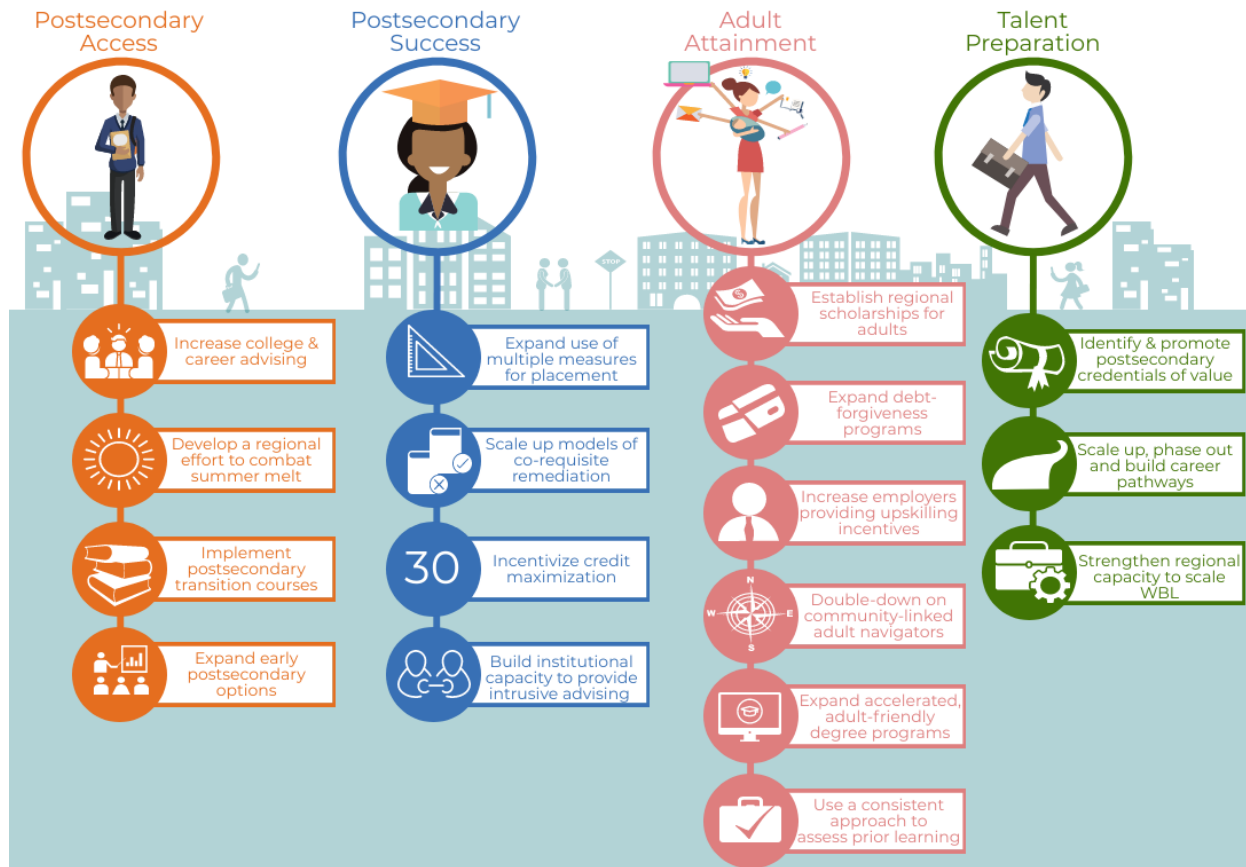 Postsecondary
Access
Increase college &
career advising
Develop a regional
effort to combat
summer melt
Implement
postsecondary
transition courses
Expand early
postsecondary
options
Postsecondary
Success
Expand use of
multiple measures
for placement
Scale up models of
co-requisite
remediation
30
Incentivize credit
maximization
Build institutional
capacity to provide
intrusive advising
STOP
Adult
Attainment
$
Establish regional
scholarships for
adults
Expand debt-
forgiveness
programs
Increase employers
providing upskilling
incentives
N
W
E
S
Double-down on
community-linked
adult navigators
Expand accelerated,
adult-friendly
degree programs
Use a consistent
approach to
assess prior learning
Talent
Preparation
Identify & promote
postsecondary
credentials of value
Scale up, phase out
and build career
pathways
Strengthen regional
capacity to scale
WBL